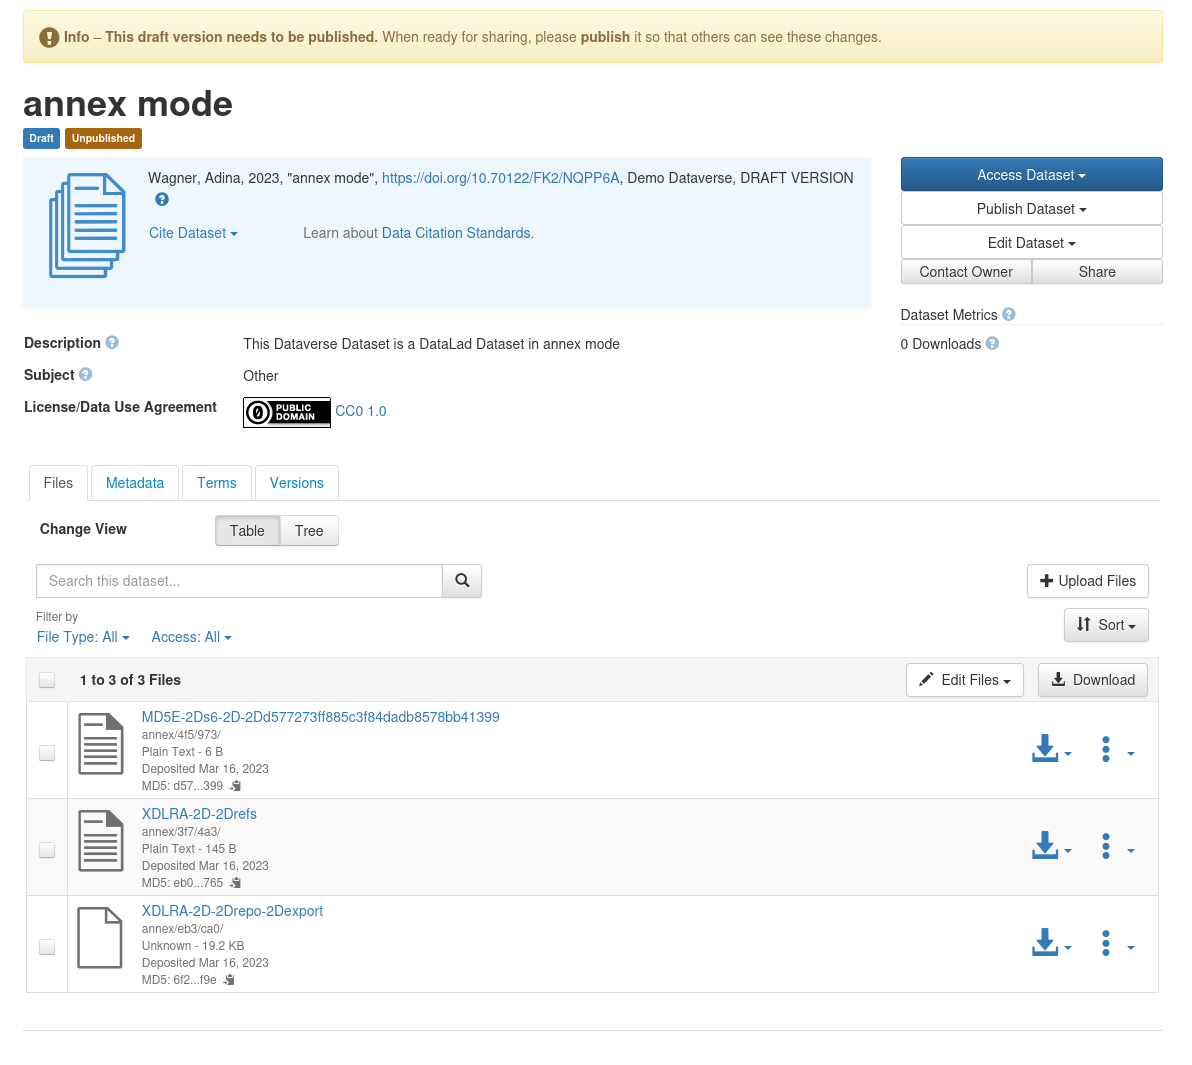 Info – This draft version needs to be published. When ready for sharing, please publish it so that others can see these changes.
annex mode
Draft Unpublished
Wagner, Adina, 2023, "annex mode", https://doi.org/10.70122/FK2/NQPP6A, Demo Dataverse, DRAFT VERSION
Cite Dataset
Learn about Data Citation Standards.
Access Dataset
Publish Dataset
Edit Dataset
Contact Owner Share
Dataset Metrics
0 Downloads
Description
This Dataverse Dataset is a DataLad Dataset in annex mode
Subject
Other
License/Data Use Agreement
PUBLIC
DOMAIN
CC0 1.0
Files Metadata Terms Versions
Change View
Table Tree
Search this dataset...
Upload Files
Filter by
File Type: All Access: All
Sort
1 to 3 of 3 Files
Edit Files Download
MD5E-2Ds6-2D-2Dd577273ff885c3f84dadb8578bb41399
annex/4f5/973/
Plain Text - 6 B
Deposited Mar 16, 2023
MD5: d57...399
XDLRA-2D-2Drefs
annex/3f7/4a3/
Plain Text - 145 B
Deposited Mar 16, 2023
MD5: eb0...765
XDLRA-2D-2Drepo-2Dexport
annex/eb3/ca0/
Unknown - 19.2 KB
Deposited Mar 16, 2023
MD5: 6f2...f9e